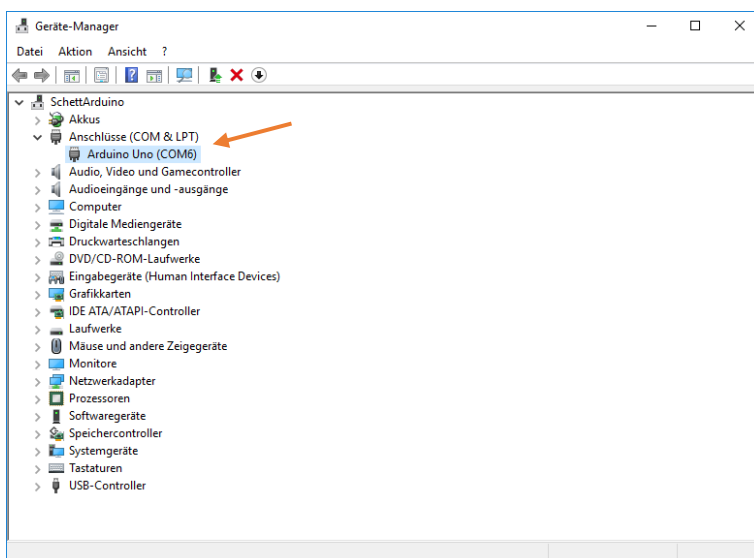 Geräte-Manager
Datei Aktion Ansicht ?
SchettArduino
Akkus
Anschlüsse (COM & LPT)
Arduino Uno (COM6)
Audio, Video und Gamecontroller
Audioeingänge und -ausgänge
Computer
Digitale Mediengeräte
Druckwarteschlangen
DVD/CD-ROM-Laufwerke
Eingabegeräte (Human Interface Devices)
Grafikkarten
IDE ATA/ATAPI-Controller
Laufwerke
Mäuse und andere Zeigegeräte
Monitore
Netzwerkadapter
Prozessoren
Softwaregeräte
Speichercontroller
Systemgeräte
Tastaturen
USB-Controller